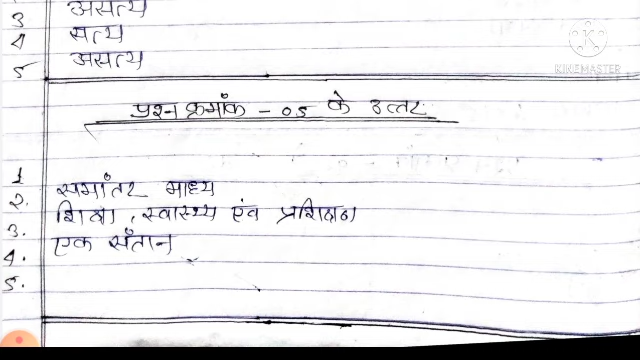 3 असत्य
4 सत्य
5 असत्य
KINEMASTER
प्रश्न क्रमांक - 05 के उत्तर
1
2. समांतर माध्य
3. शिक्षा, स्वास्थ्य एंव प्रशिक्षण
4. एक संतान
5.